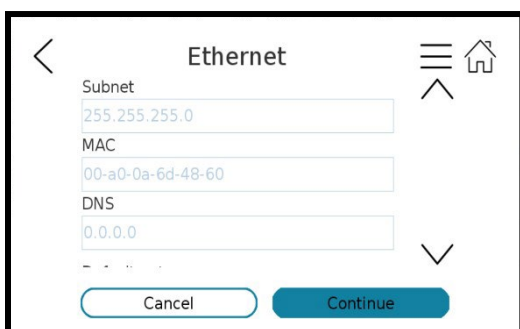 Ethernet
Subnet
255.255.255.0
MAC
00-a0-0a-6d-48-60
DNS
0.0.0.0
Cancel
Continue